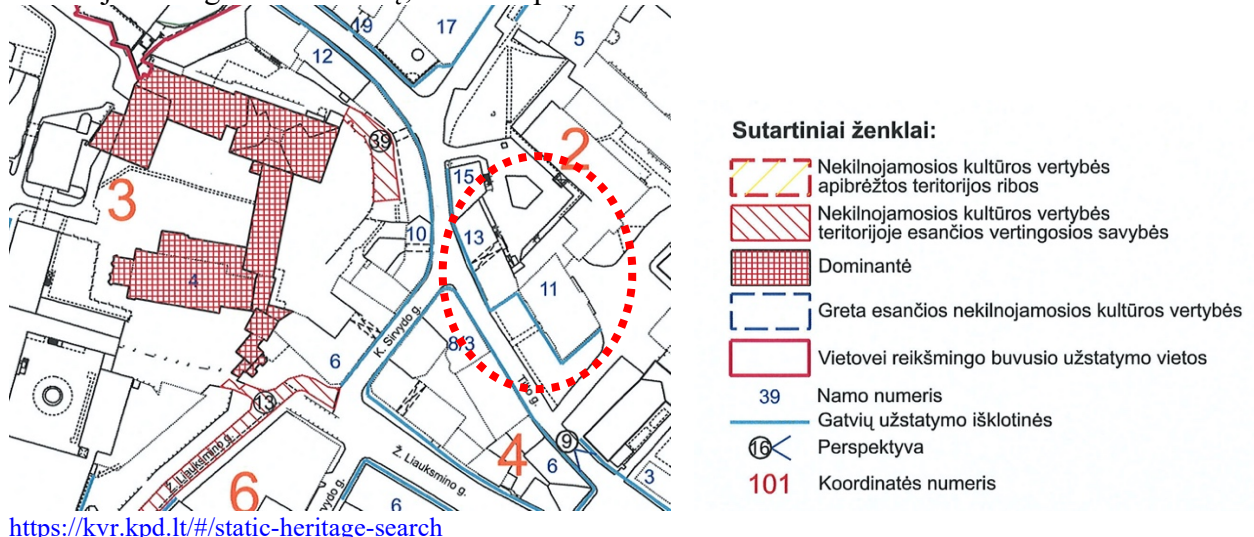 19
17
5
12
39
2
15
3
10
13
11
4
K. Sirvydo g.
6
8/3
Tilto g.
13
9
Ž. Liauksmino g.
Ž. Liauksmino g.
4
6
3
6
6
Sutartiniai ženklai:
Nekilnojamosios kultūros vertybės
apibrėžtos teritorijos ribos
Nekilnojamosios kultūros vertybės
teritorijoje esančios vertingosios savybės
Dominantė
Greta esančios nekilnojamosios kultūros vertybės
Vietovei reikšmingo buvusio užstatymo vietos
39 Namo numeris
Gatvių užstatymo išklotinės
16 Perspektyva
101 Koordinatės numeris
https://kvr.kpd.lt/#/static-heritage-search